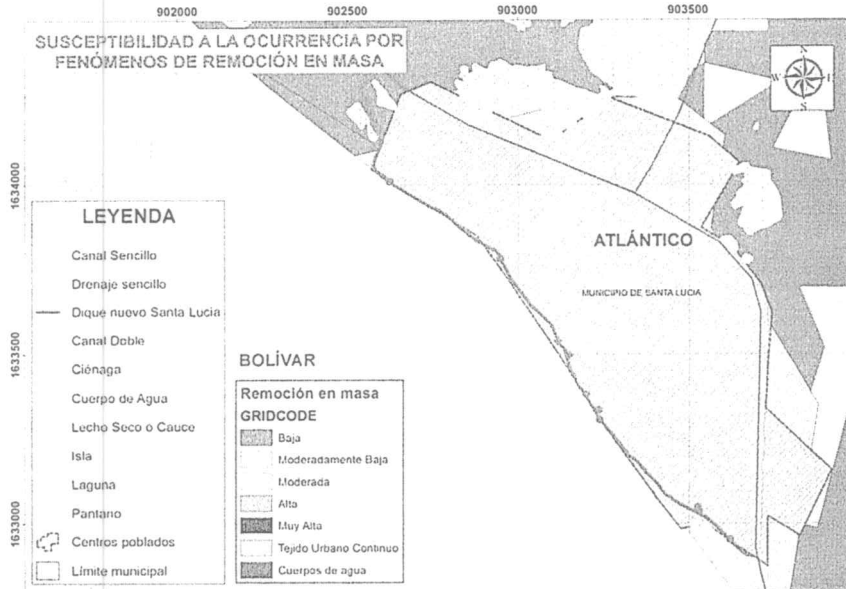 902000
902500
903000
903500
SUSCEPTIBILIDAD A LA OCURRENCIA POR
FENÓMENOS DE REMOCIÓN EN MASA
N
W
E
S
1634000
1633500
1633000
LEYENDA
Canal Sencillo
Drenaje sencillo
Dique nuevo Santa Lucia
Canal Doble
Ciénaga
Cuerpo de Agua
Lecho Seco o Cauce
Isla
Laguna
Pantano
Centros poblados
Límite municipal
BOLÍVAR
Remoción en masa
GRIDCODE
Baja
Moderadamente Baja
Moderada
Alta
Muy Alta
Tejido Urbano Continuo
Cuerpos de agua
ATLÁNTICO
MUNICIPIO DE SANTA LUCIA